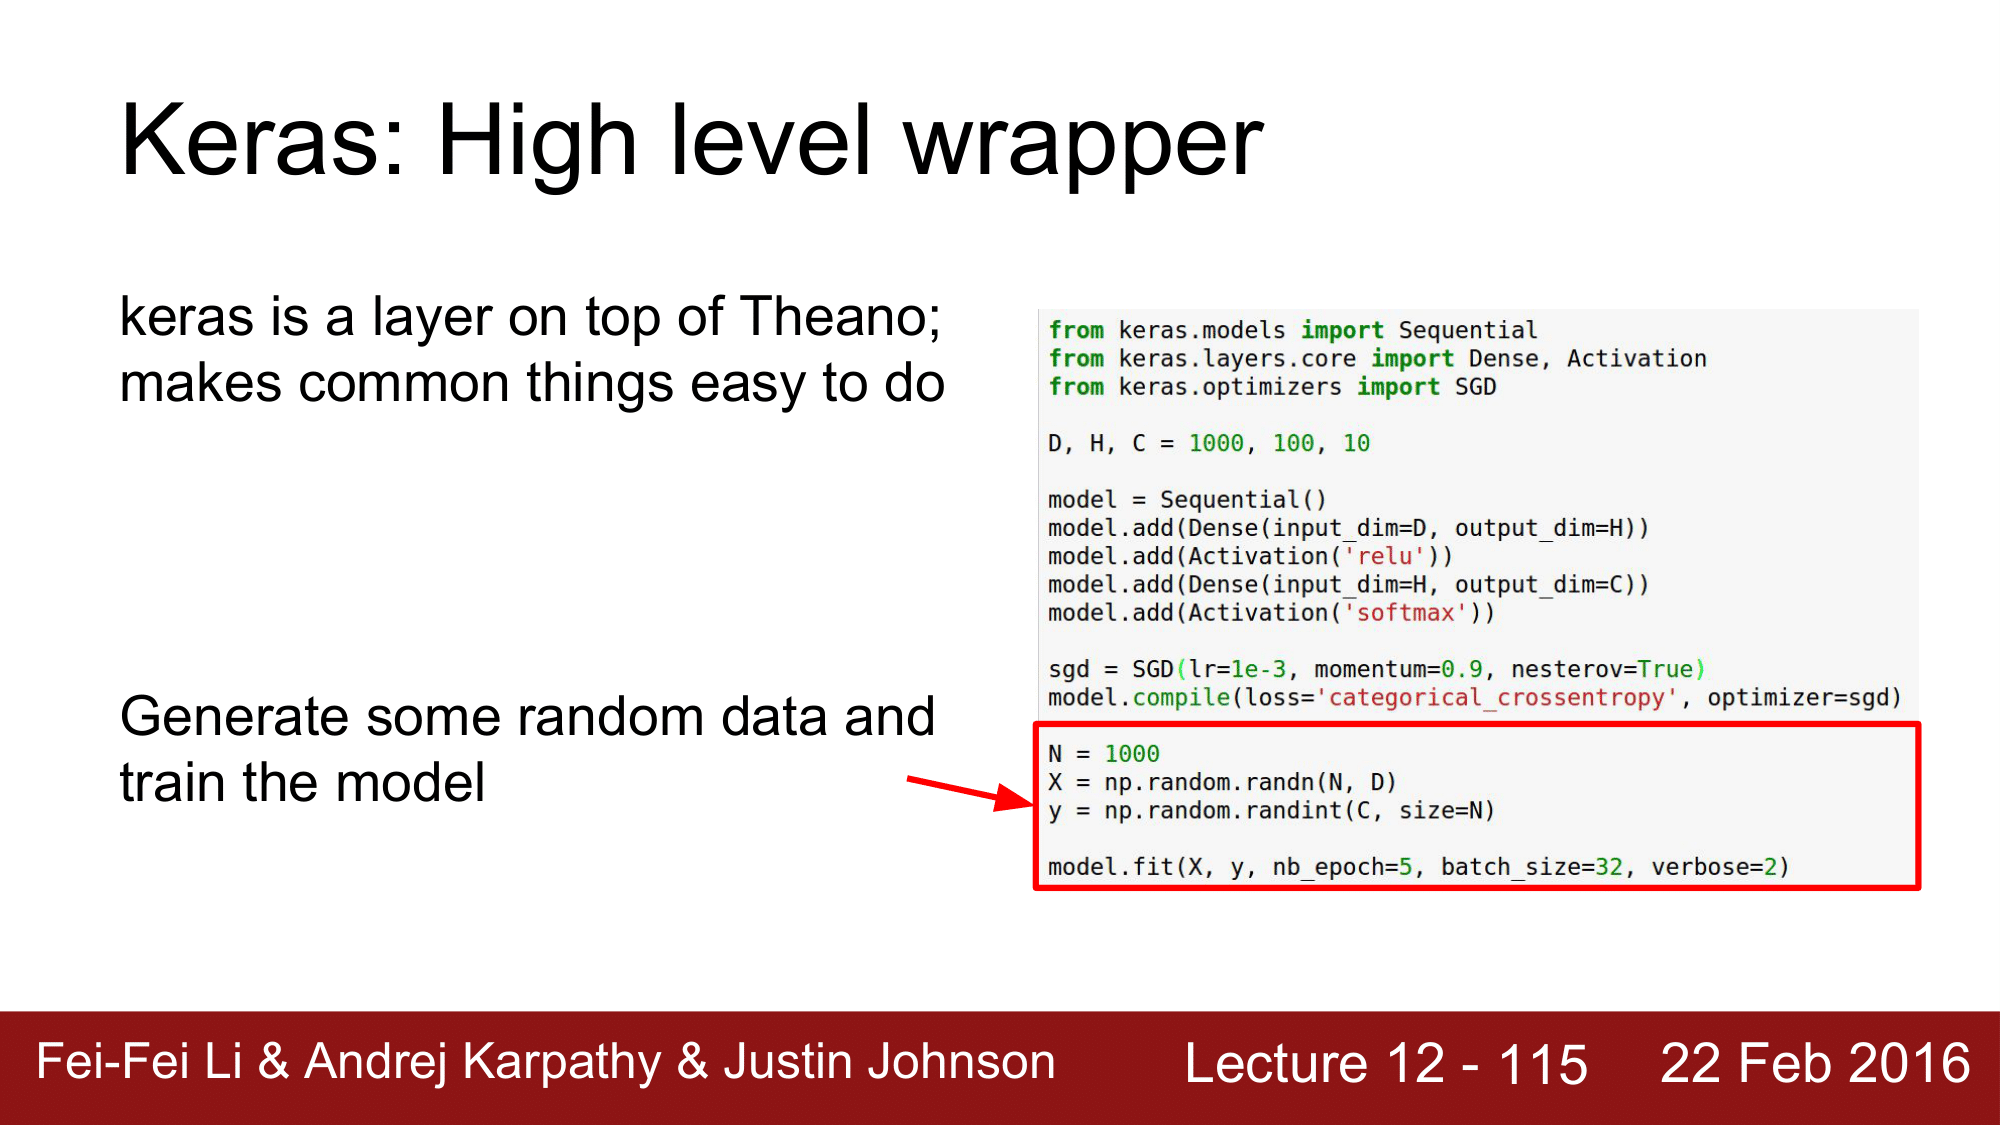 Keras: High level wrapper
keras is a layer on top of Theano;
makes common things easy to do
Generate some random data and
train the model
from keras.models import Sequential
from keras.layers.core import Dense, Activation
from keras.optimizers import SGD
D, H, C = 1000, 100, 10
model = Sequential()
model.add(Dense(input_dim=D, output_dim=H))
model.add(Activation('relu'))
model.add(Dense(input_dim=H, output_dim=C))
model.add(Activation('softmax'))
sgd = SGD(lr=1e-3, momentum=0.9, nesterov=True)
model.compile(loss='categorical_crossentropy', optimizer=sgd)
N = 1000
X = np.random.randn(N, D)
y = np.random.randint(C, size=N)
model.fit(X, y, nb_epoch=5, batch_size=32, verbose=2)
Fei-Fei Li & Andrej Karpathy & Justin Johnson Lecture 12 - 115 22 Feb 2016